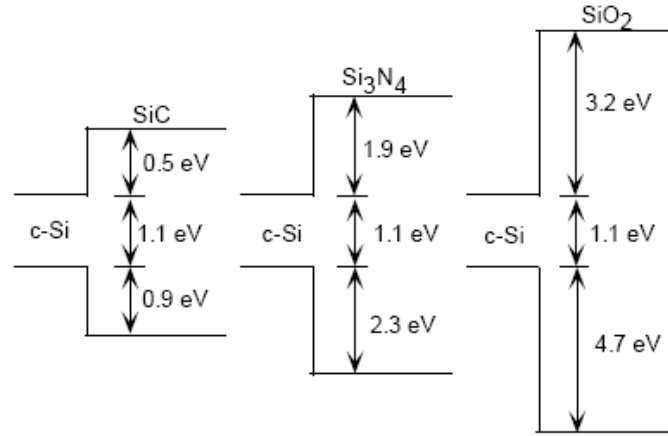 SiC
0.5 eV
c-Si
1.1 eV
0.9 eV
Si3N4
1.9 eV
c-Si
1.1 eV
2.3 eV
SiO2
3.2 eV
c-Si
1.1 eV
4.7 eV